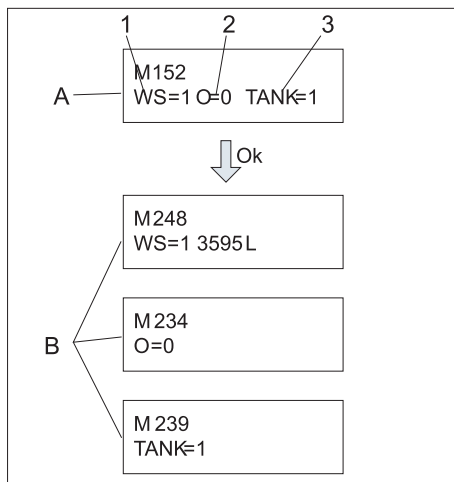 1 2 3
M152
A
WS=1 O=0 TANK=1
Ok
M248
WS=1 3595L
M234
B
O=0
M239
TANK=1